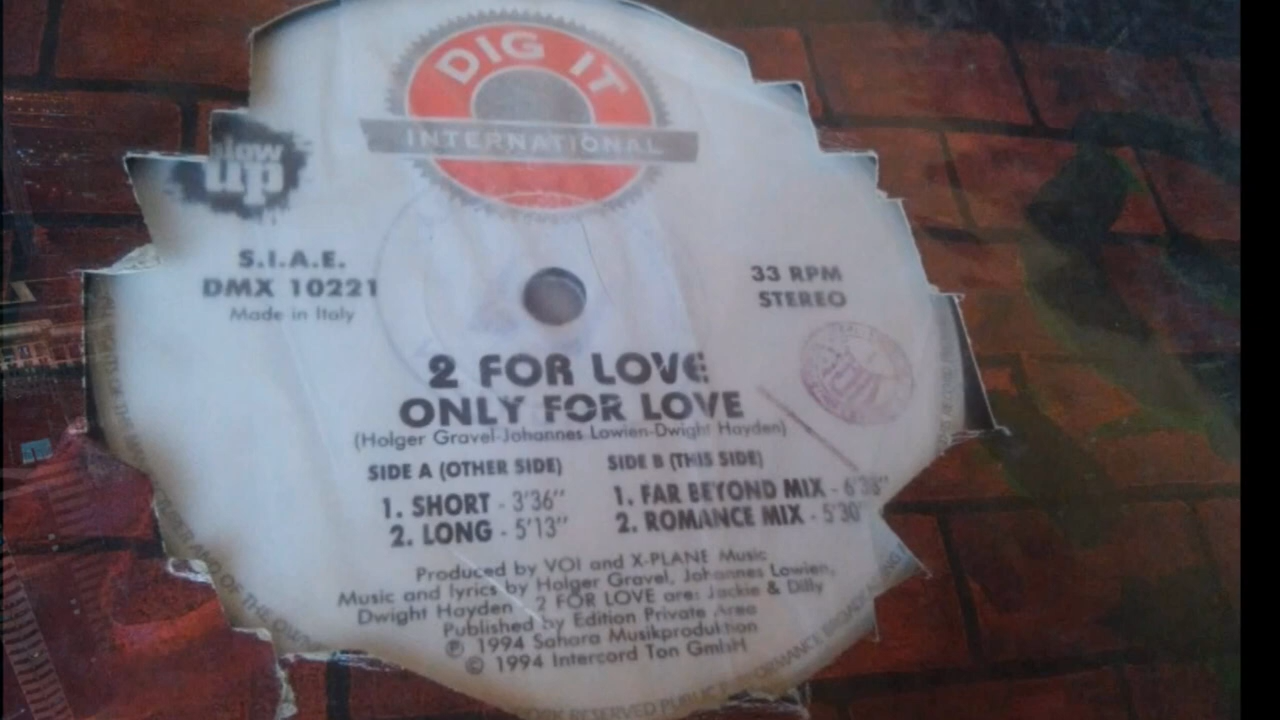 DIG IT
INTERNATIONAL
up
S.I.A.E.
DMX 10221
Made in Italy
33 RPM
STEREO
2 FOR LOVE
ONLY FOR LOVE
(Holger Gravel-Johannes Lowien-Dwight Hayden)
SIDE A (OTHER SIDE)
1. SHORT - 3'36"
2. LONG - 5'13"
SIDE B (THIS SIDE)
1. FAR BEYOND MIX -
2. ROMANCE MIX - 5'30"
Produced by VOI and X-PLANE Music
Music and lyrics by Holger Gravel, Johannes Lowien,
Dwight Hayden - 2 FOR LOVE are: Jackie & Dilly
Published by Edition Private Area
℗ 1994 Sahara Musikproduktion
© 1994 Intercord Ton GmbH
RESERVED PUBLIC PERFORMANCE